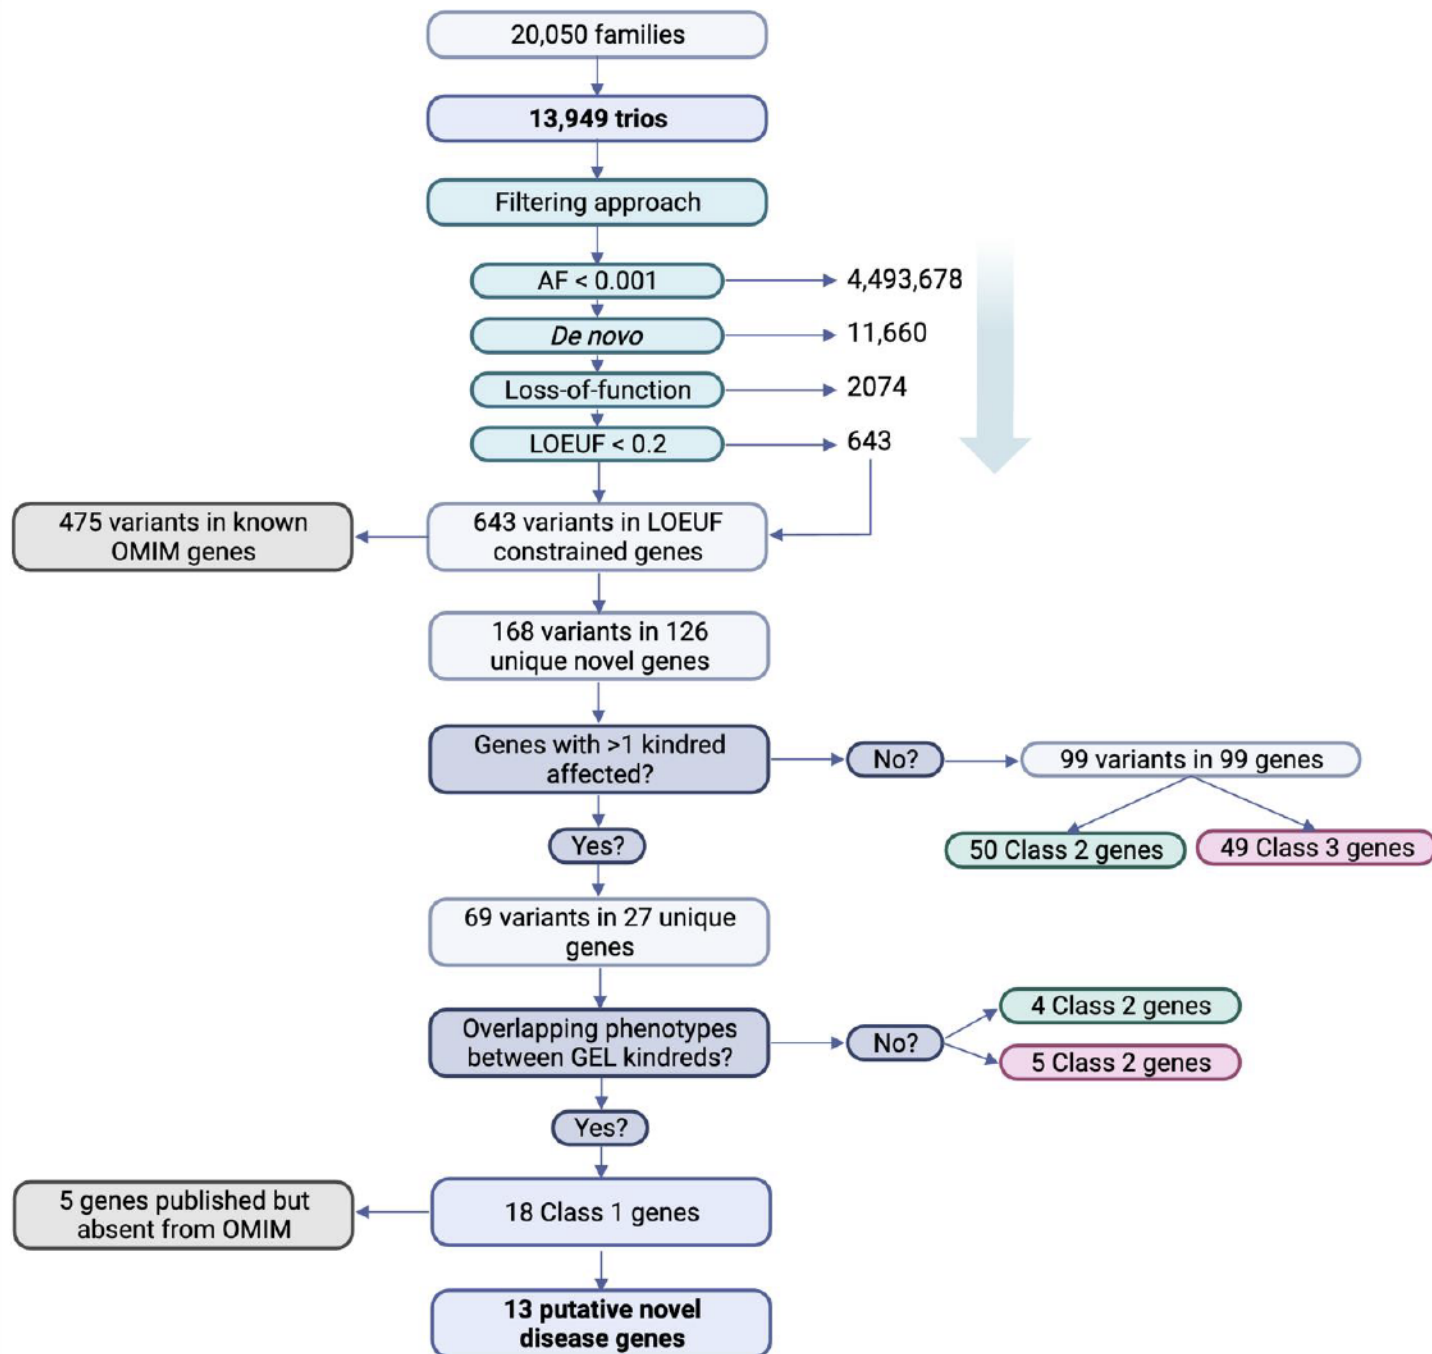 20,050 families
13,949 trios
Filtering approach
AF < 0.001
4,493,678
De novo
11,660
Loss-of-function
2074
LOEUF < 0.2
643
475 variants in known
OMIM genes
643 variants in LOEUF
constrained genes
168 variants in 126
unique novel genes
Genes with >1 kindred
affected?
No?
99 variants in 99 genes
Yes?
50 Class 2 genes
49 Class 3 genes
69 variants in 27 unique
genes
Overlapping phenotypes
between GEL kindreds?
No?
4 Class 2 genes
5 Class 2 genes
Yes?
5 genes published but
absent from OMIM
18 Class 1 genes
13 putative novel
disease genes